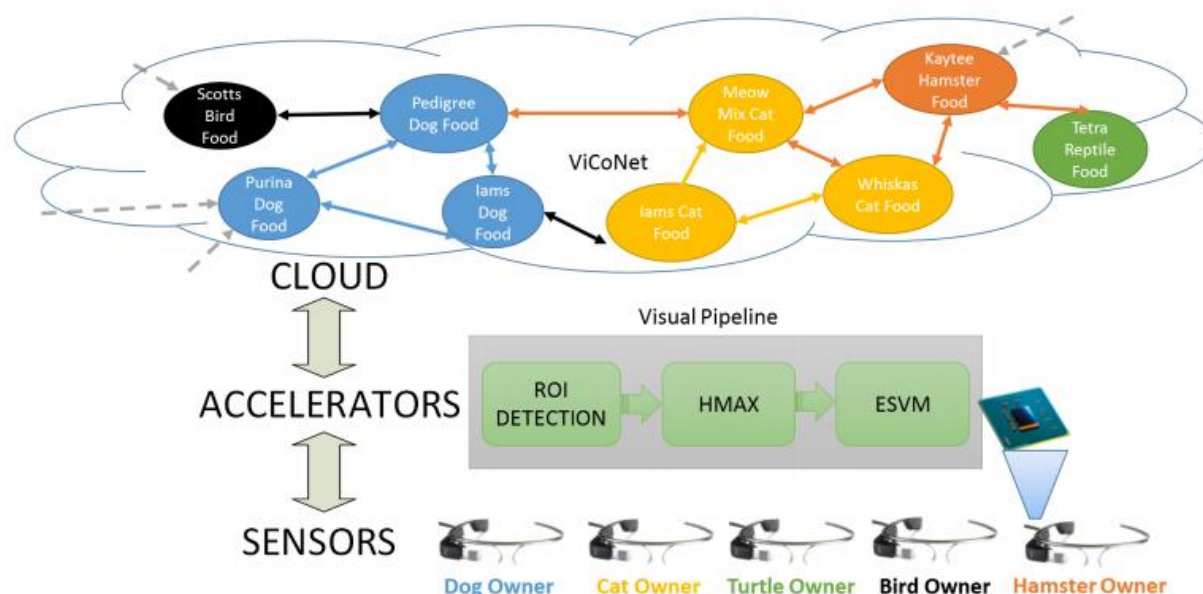 Scotts
Bird
Food
Pedigree
Dog Food
Meow
Mix Cat
Food
Kaytee
Hamster
Food
Tetra
Reptile
Food
ViCoNet
Purina
Dog
Food
Iams
Dog
Food
Iams Cat
Food
Whiskas
Cat Food
CLOUD
Visual Pipeline
ACCELERATORS
ROI
DETECTION
HMAX
ESVM
SENSORS
Dog Owner
Cat Owner
Turtle Owner
Bird Owner
Hamster Owner